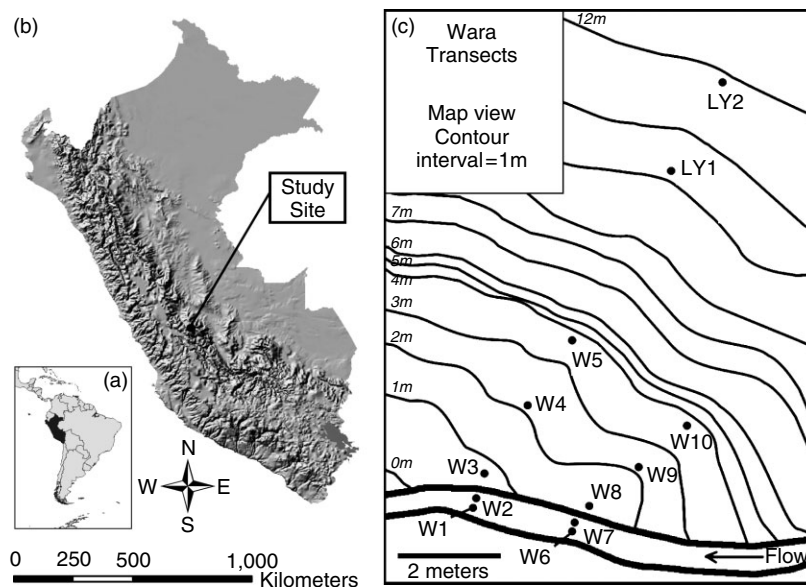 (b)
Study
Site
(a)
N
W
E
S
0
250
500
1,000
Kilometers
(c)
Wara
Transects
Map view
Contour
interval=1m
12m
LY2
LY1
7m
6m
5m
4m
3m
2m
1m
0m
W5
W4
W10
W3
W9
W8
W2
W1
W7
W6
Flow
2 meters